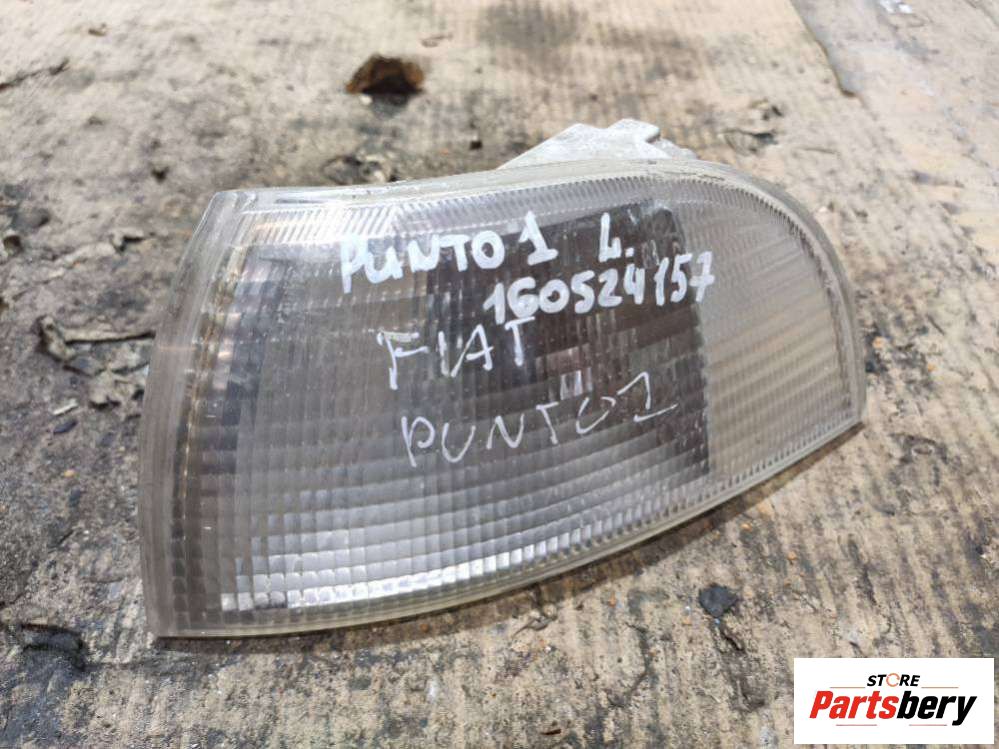 PUNTO 1 L.
160524157
FIAT
PUNTO 1
STORE
Partsbery